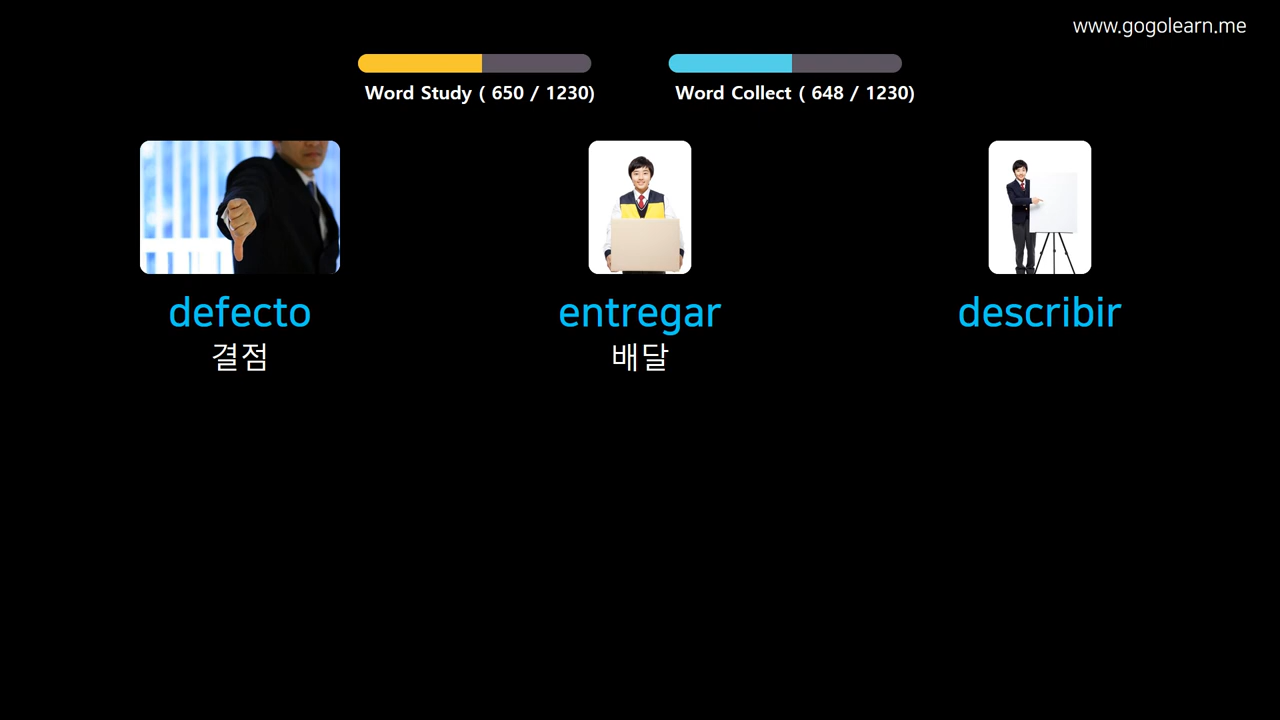 www.gogolearn.me
Word Study ( 650 / 1230)
Word Collect ( 648 / 1230)
defecto
결점
entregar
배달
describir